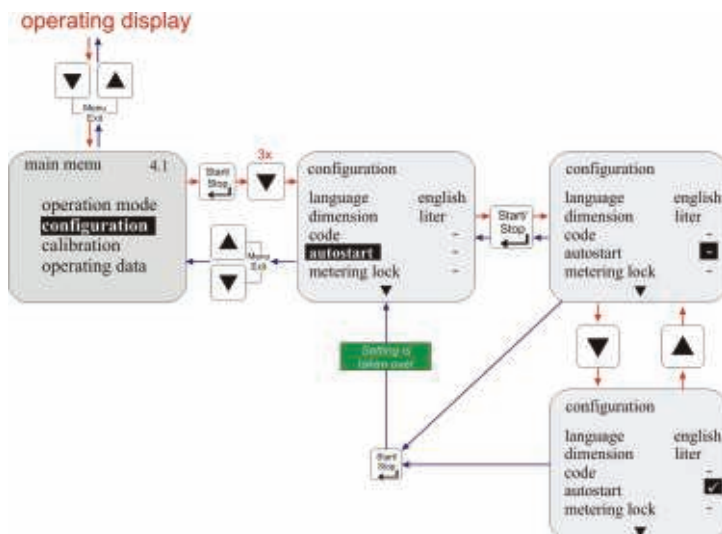 operating display
Menu
Exit
main menu 4.1
operation mode
configuration
calibration
operating data
Start/
Stop
3x
Menu
Exit
configuration
language english
dimension liter
code -
autostart -
metering lock -
Start/
Stop
configuration
language english
dimension liter
code -
autostart -
metering lock -
Setting is
taken over
Start/
Stop
configuration
language english
dimension liter
code -
autostart ✓
metering lock -